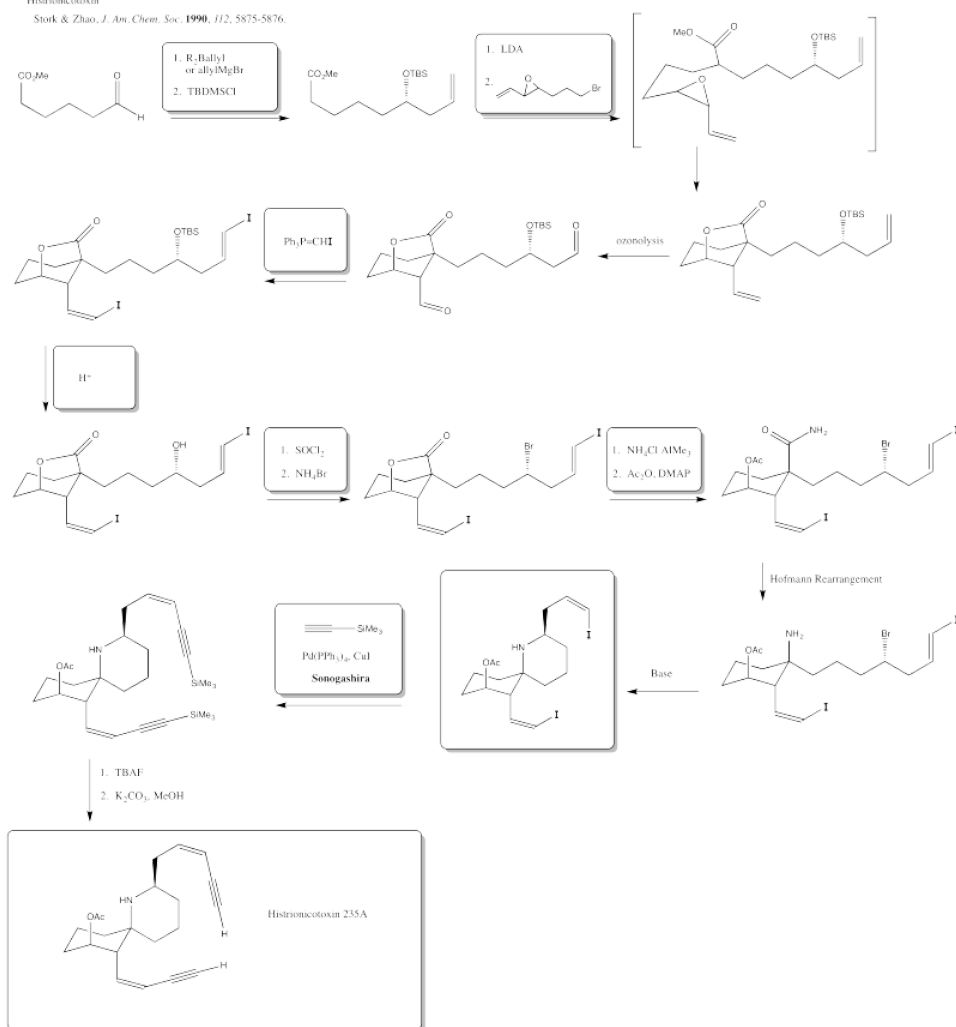 Histrionicotoxin
Stork & Zhao, J. Am. Chem. Soc. 1990, 112, 5875-5876.
CO2Me
O
H
1. R2Ballyl
or allylMgBr
2. TBDMSCl
CO2Me
OTBS
1. LDA
2.
O
Br
MeO
O
OTBS
O
O
O
OTBS
I
I
Ph3P=CHI
O
O
OTBS
O
O
ozonolysis
O
O
OTBS
H+
O
O
OH
I
I
1. SOCl2
2. NH4Br
O
O
Br
I
I
1. NH4Cl AlMe3
2. Ac2O, DMAP
O
NH2
OAc
Br
I
I
Hofmann Rearrangement
HN
OAc
SiMe3
SiMe3
SiMe3
Pd(PPh3)4, CuI
Sonogashira
HN
OAc
I
I
Base
NH2
OAc
Br
I
I
1. TBAF
2. K2CO3, MeOH
HN
OAc
H
H
Histrionicotoxin 235A